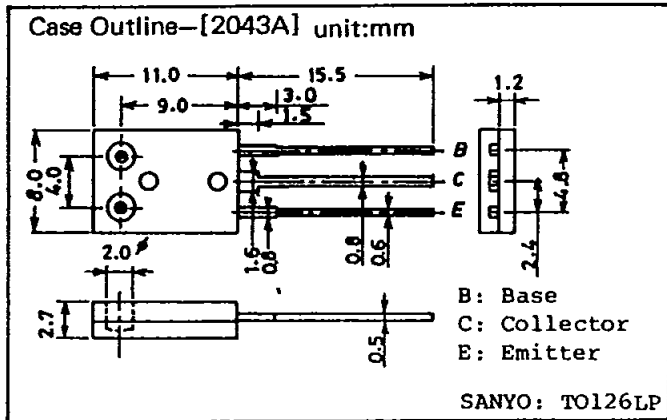 Case Outline—[2043A] unit:mm
11.0
15.5
1.2
9.0
3.0
1.5
B
C
E
8.0
4.0
4.8
2.4
2.0 ø
1.6
0.8
0.8
0.6
2.7
0.5
B: Base
C: Collector
E: Emitter
SANYO: TO126LP